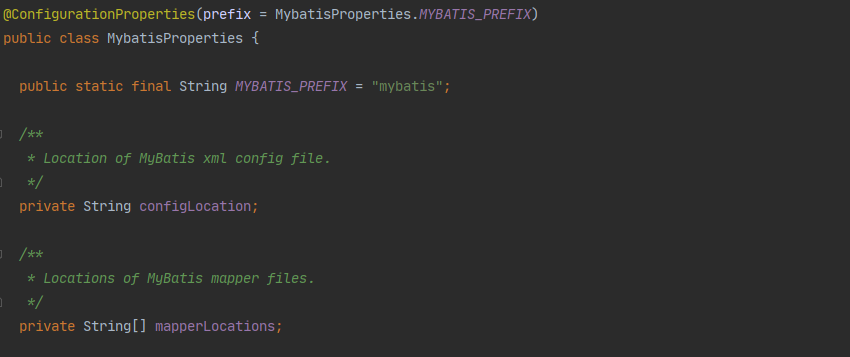 @ConfigurationProperties(prefix = MybatisProperties.MYBATIS_PREFIX)
public class MybatisProperties {
public static final String MYBATIS_PREFIX = "mybatis";
/**
* Location of MyBatis xml config file.
*/
private String configLocation;
/**
* Locations of MyBatis mapper files.
*/
private String[] mapperLocations;